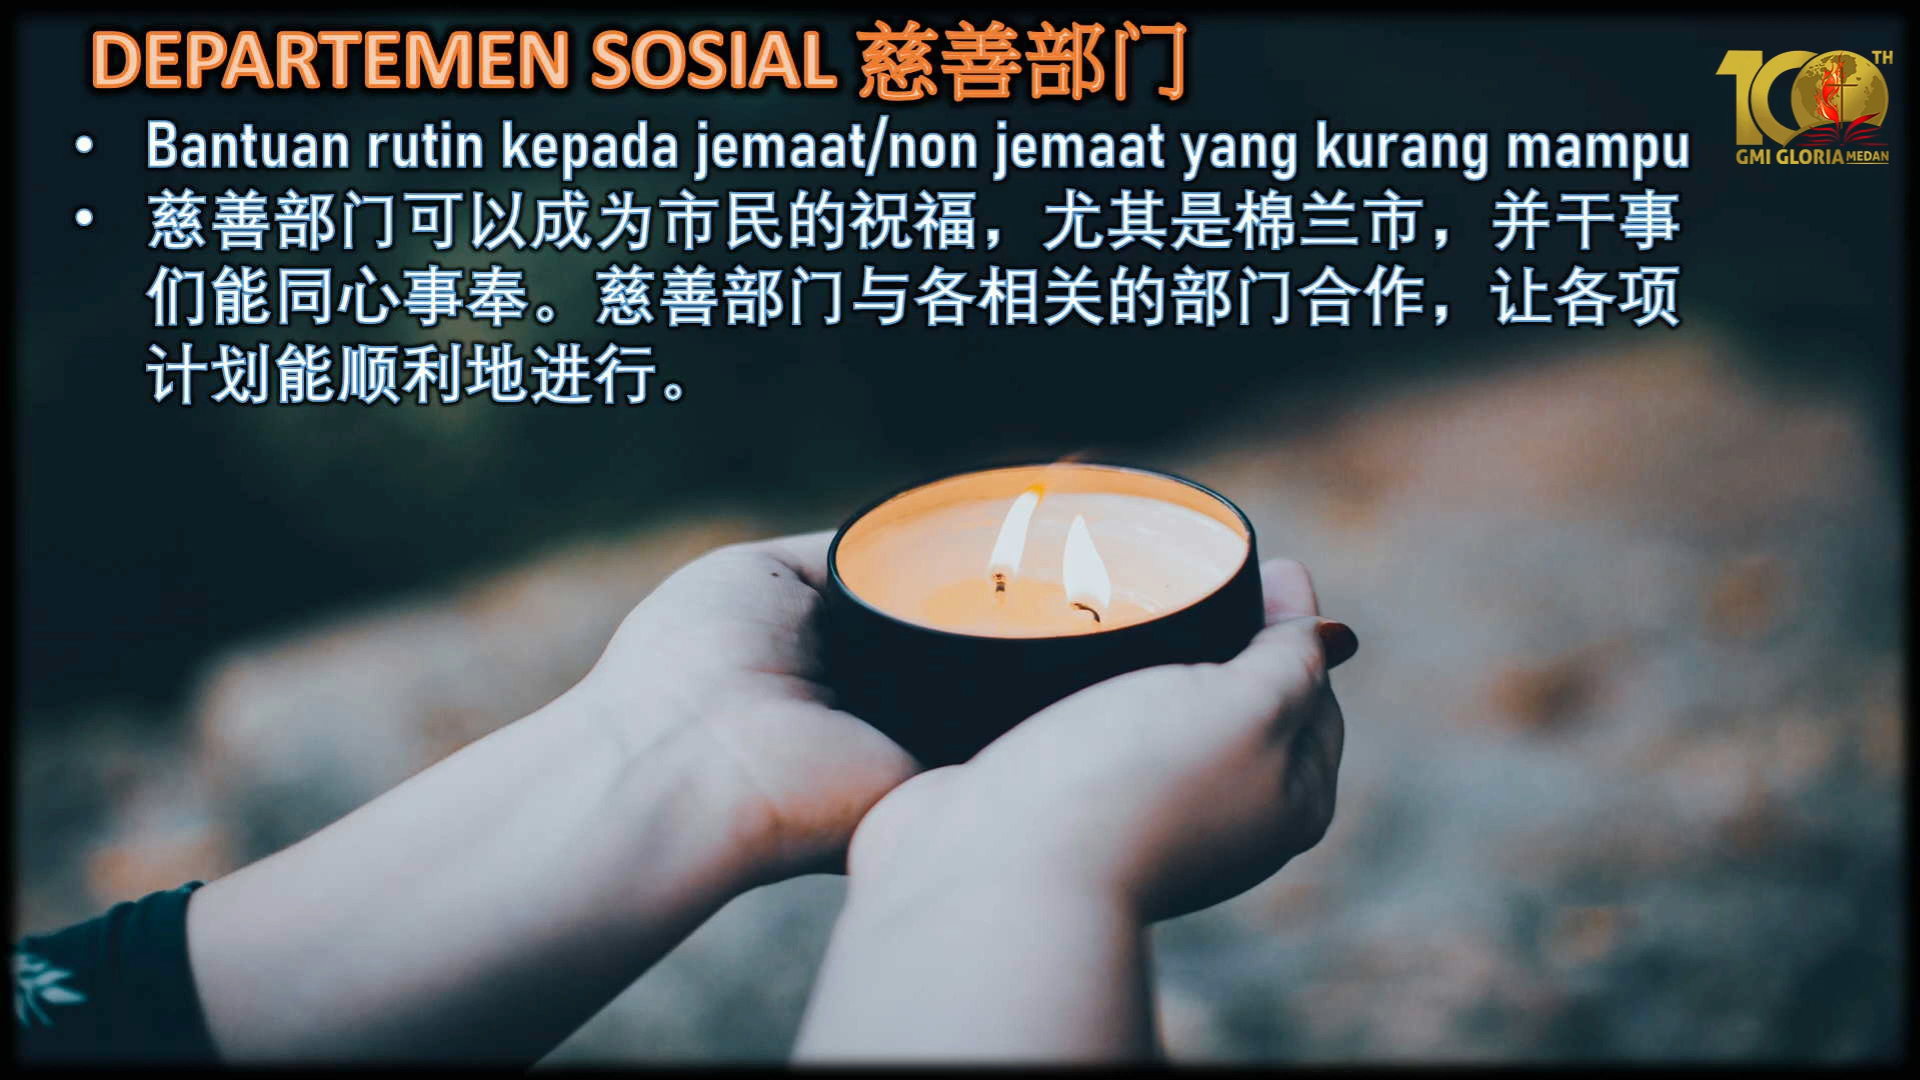 DEPARTEMEN SOSIAL 慈善部门
• Bantuan rutin kepada jemaat/non jemaat yang kurang mampu
• 慈善部门可以成为市民的祝福，尤其是棉兰市，并干事
们能同心事奉。慈善部门与各相关的部门合作，让各项
计划能顺利地进行。
100TH
GMI GLORIA MEDAN